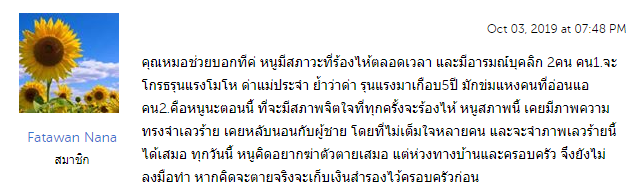 Oct 03, 2019 at 07:48 PM
คุณหมอช่วยบอกทีค่ หนูมีสภาวะที่ร้องไห้ตลอดเวลา และมีอารมณ์บุคลิก 2คน คน1.จะ
โกรธรุนแรงโมโห ด่าแม่ประจำ ย้ำว่าด่า รุนแรงมาเกือบ5ปี มักข่มแหงคนที่อ่อนแอ
คน2.คือหนูนะตอนนี้ ที่จะมีสภาพจิตใจที่ทุกครั้งจะร้องไห้ หนูสภาพนี้ เคยมีภาพความ
ทรงจำเลวร้าย เคยหลับนอนกับผู้ชาย โดยที่ไม่เต็มใจหลายคน และจะจำภาพเลวร้ายนี้
ได้เสมอ ทุกวันนี้ หนูคิดอยากฆ่าตัวตายเสมอ แต่ห่วงทางบ้านและครอบครัว จึงยังไม่
ลงมือทำ หากคิดจะตายจริงจะเก็บเงินสำรองไว้ครอบครัวก่อน
Fatawan Nana
สมาชิก